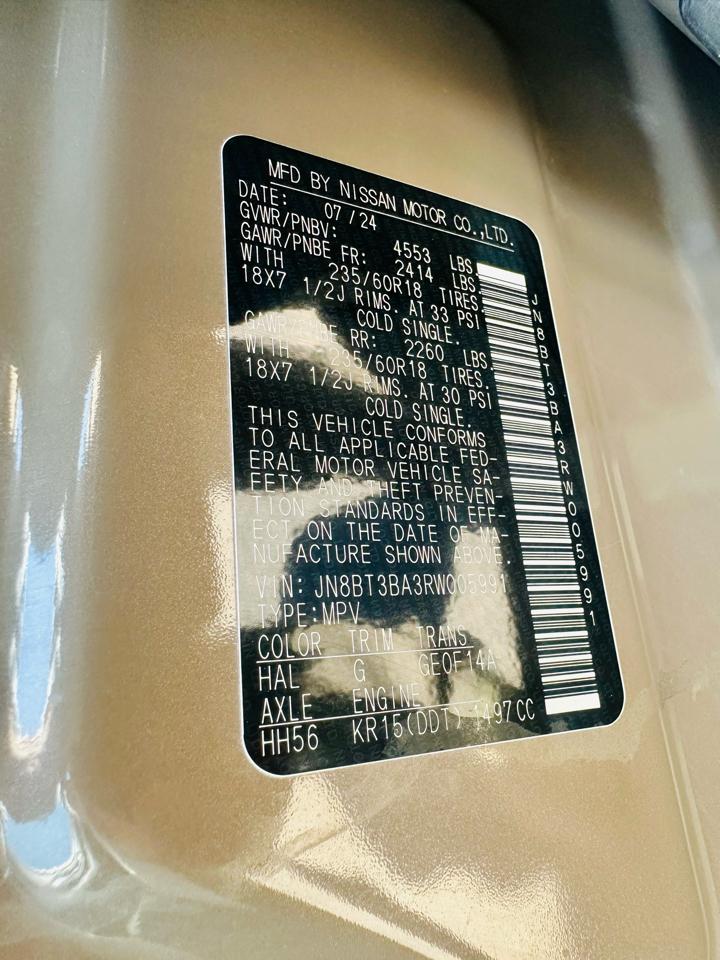 MFD BY NISSAN MOTOR CO.,LTD.
DATE: 07/24
GVWR/PNBV: 4553 LBS.
GAWR/PNBE FR: 2414 LBS
WITH 235/60R18 TIRES.
18X7 1/2J RIMS. AT 33 PSI
COLD SINGLE.
GAWR/PNBE RR: 2260 LBS.
WITH 235/60R18 TIRES.
18X7 1/2J RIMS. AT 30 PSI
COLD SINGLE.
THIS VEHICLE CONFORMS
TO ALL APPLICABLE FED-
ERAL MOTOR VEHICLE SA-
FETY AND THEFT PREVEN-
TION STANDARDS IN EFF-
ECT ON THE DATE OF MA-
NUFACTURE SHOWN ABOVE.
VIN: JN8BT3BA3RW005991
TYPE:MPV
COLOR TRIM TRANS
HAL G GE0F14A
AXLE ENGINE
HH56 KR15(DDT) 1497CC
JN8BT3BA3RW005991